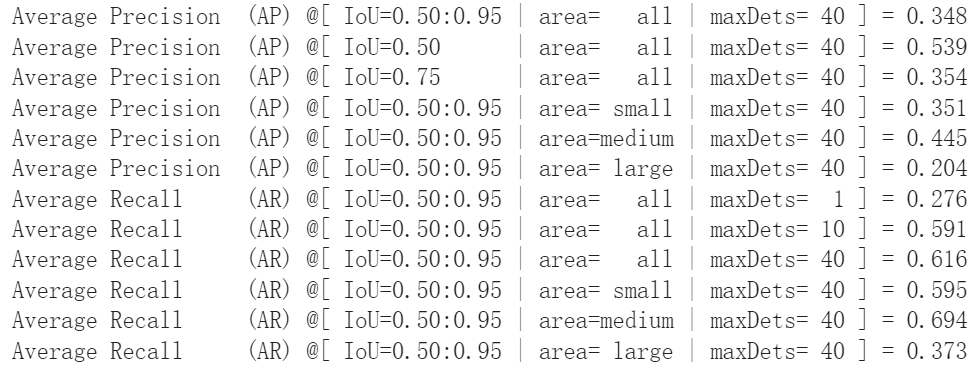 Average Precision  (AP) @[ IoU=0.50:0.95 | area=   all | maxDets= 40 ] = 0.348
Average Precision  (AP) @[ IoU=0.50      | area=   all | maxDets= 40 ] = 0.539
Average Precision  (AP) @[ IoU=0.75      | area=   all | maxDets= 40 ] = 0.354
Average Precision  (AP) @[ IoU=0.50:0.95 | area= small | maxDets= 40 ] = 0.351
Average Precision  (AP) @[ IoU=0.50:0.95 | area=medium | maxDets= 40 ] = 0.445
Average Precision  (AP) @[ IoU=0.50:0.95 | area= large | maxDets= 40 ] = 0.204
Average Recall     (AR) @[ IoU=0.50:0.95 | area=   all | maxDets=  1 ] = 0.276
Average Recall     (AR) @[ IoU=0.50:0.95 | area=   all | maxDets= 10 ] = 0.591
Average Recall     (AR) @[ IoU=0.50:0.95 | area=   all | maxDets= 40 ] = 0.616
Average Recall     (AR) @[ IoU=0.50:0.95 | area= small | maxDets= 40 ] = 0.595
Average Recall     (AR) @[ IoU=0.50:0.95 | area=medium | maxDets= 40 ] = 0.694
Average Recall     (AR) @[ IoU=0.50:0.95 | area= large | maxDets= 40 ] = 0.373